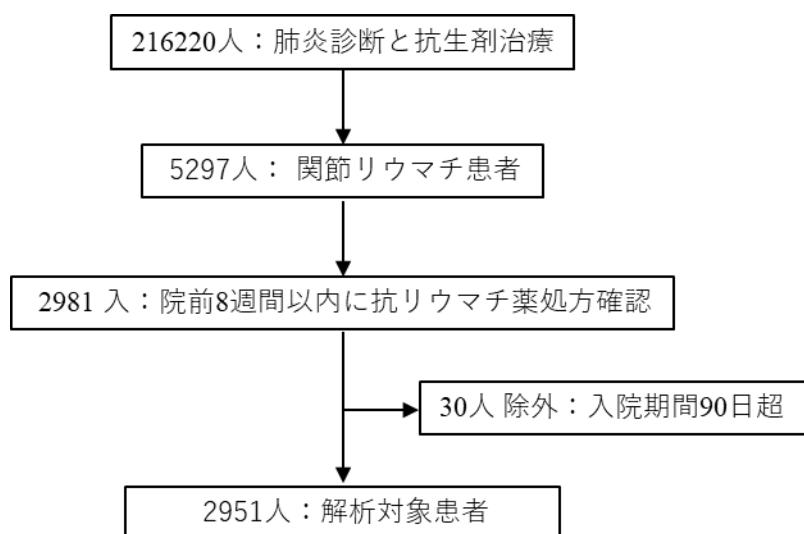 216220人：肺炎診断と抗生剤治療
5297人： 関節リウマチ患者
2981 入：院前8週間以内に抗リウマチ薬処方確認
30人 除外：入院期間90日超
2951人：解析対象患者